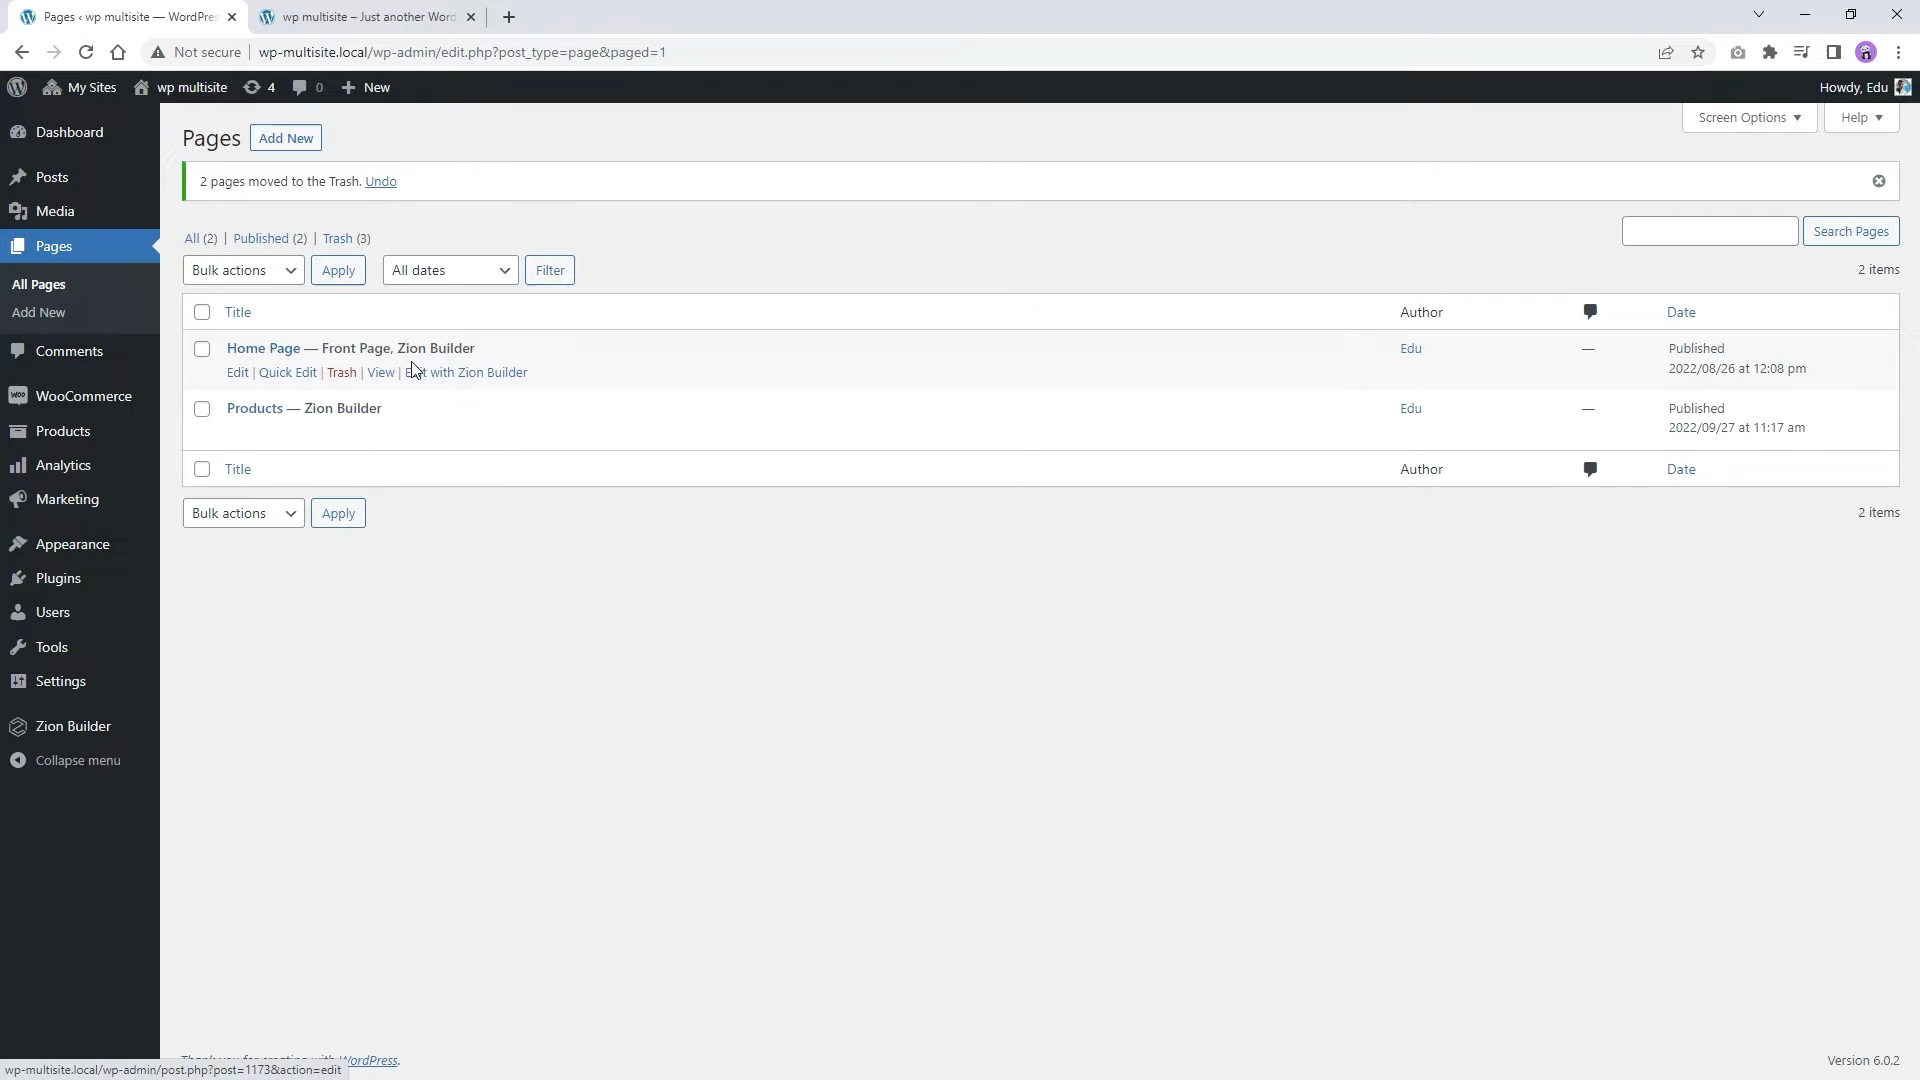 Pages ‹ wp multisite — WordPres
wp multisite – Just another Word
Not secure
wp-multisite.local/wp-admin/edit.php?post_type=page&paged=1
My Sites
wp multisite
4
0
New
Howdy, Edu
Dashboard
Posts
Media
Pages
All Pages
Add New
Comments
WooCommerce
Products
Analytics
Marketing
Appearance
Plugins
Users
Tools
Settings
Zion Builder
Collapse menu
Screen Options
Help
Pages
Add New
2 pages moved to the Trash. Undo
All (2) | Published (2) | Trash (3)
Search Pages
Bulk actions
Apply
All dates
Filter
2 items
Title
Author
Date
Home Page — Front Page, Zion Builder
Edit | Quick Edit | Trash | View | Edit with Zion Builder
Edu
—
Published
2022/08/26 at 12:08 pm
Products — Zion Builder
Edu
—
Published
2022/09/27 at 11:17 am
Title
Author
Date
Bulk actions
Apply
2 items
WordPress.
Version 6.0.2
wp-multisite.local/wp-admin/post.php?post=1173&action=edit